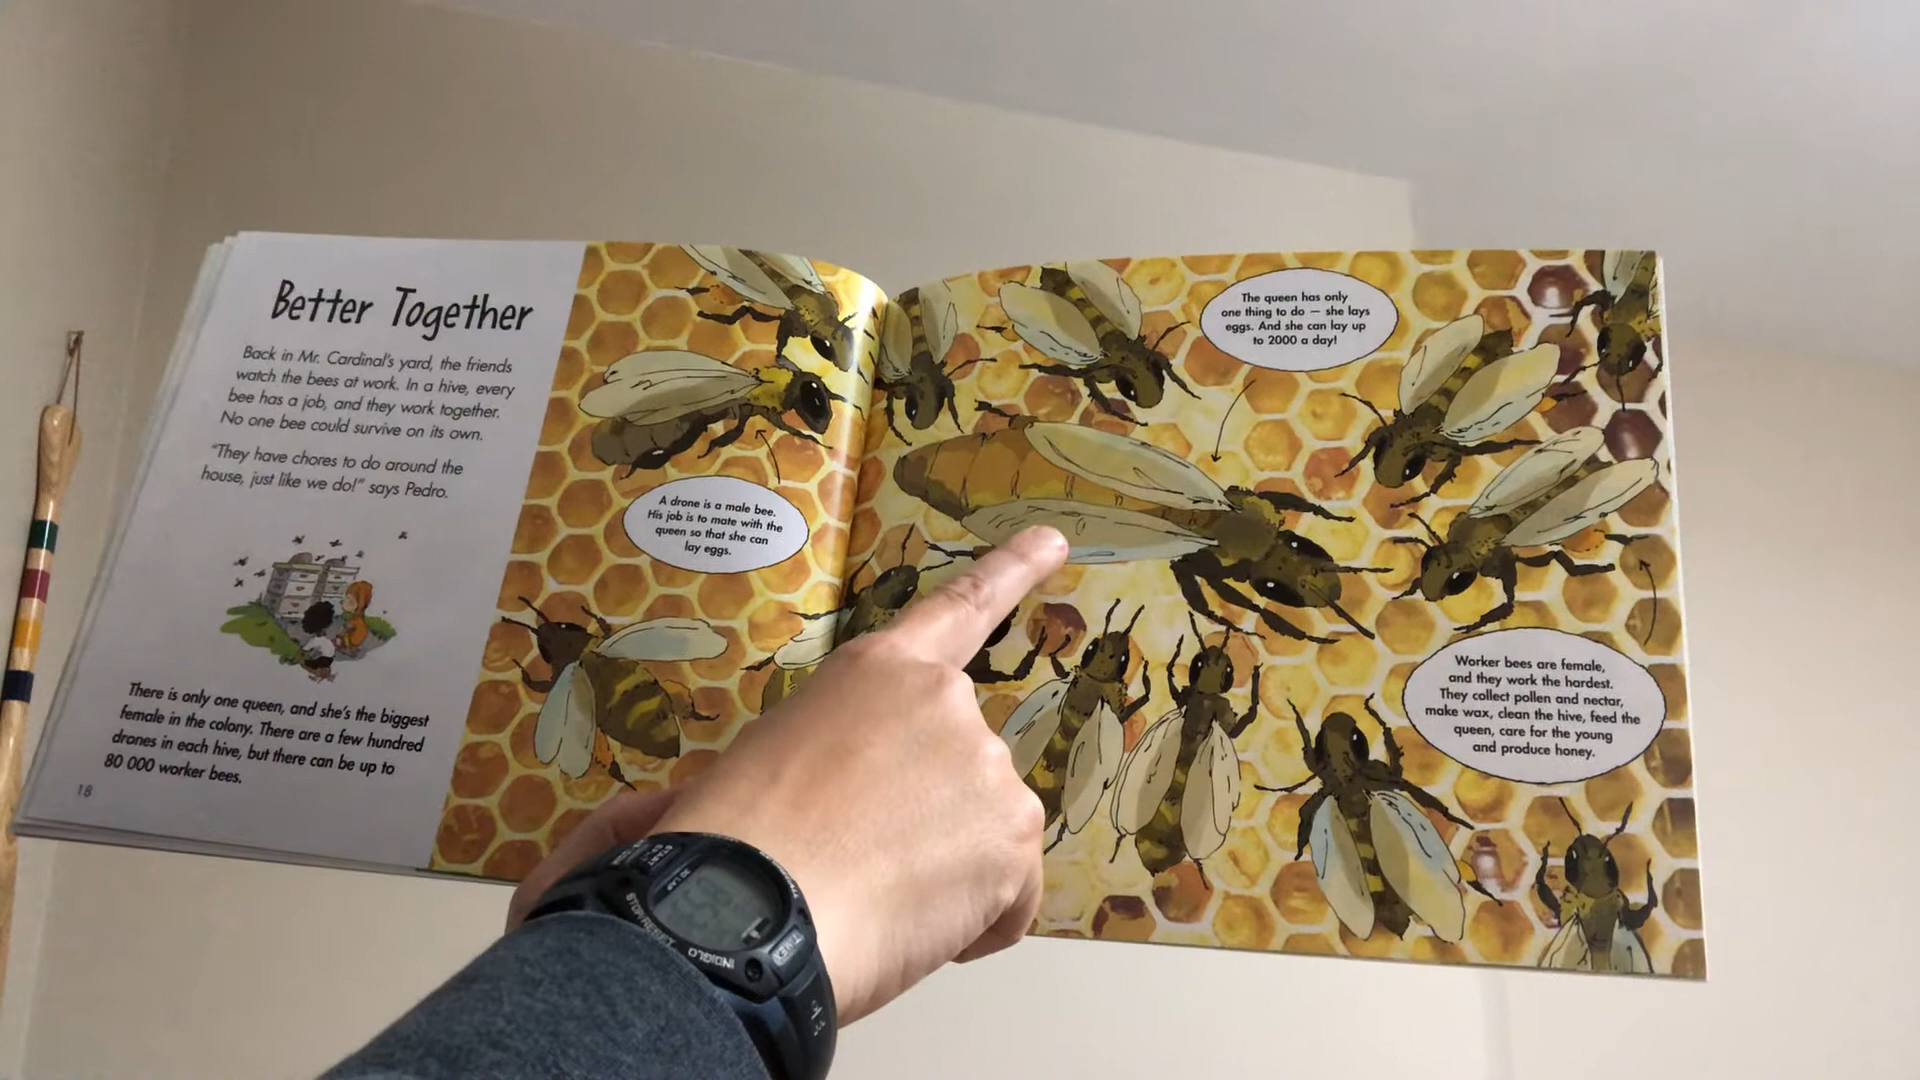 Better Together
Back in Mr. Cardinal's yard, the friends
watch the bees at work. In a hive, every
bee has a job, and they work together.
No one bee could survive on its own.
"They have chores to do around the
house, just like we do!" says Pedro.
There is only one queen, and she's the biggest
female in the colony. There are a few hundred
drones in each hive, but there can be up to
80 000 worker bees.
18
A drone is a male bee.
His job is to mate with the
queen so that she can
lay eggs.
The queen has only
one thing to do — she lays
eggs. And she can lay up
to 2000 a day!
Worker bees are female,
and they work the hardest.
They collect pollen and nectar,
make wax, clean the hive, feed the
queen, care for the young
and produce honey.
STOP/RESET
INDIGLO
TIMEX